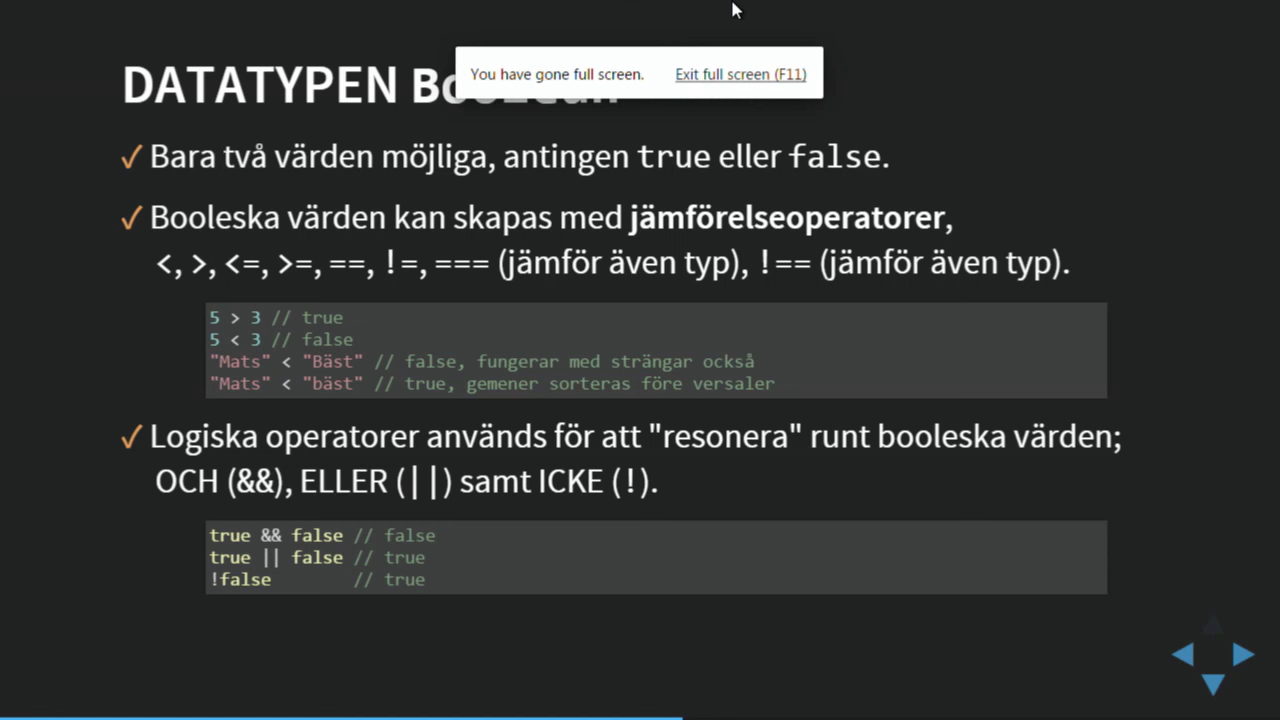 You have gone full screen. Exit full screen (F11)
DATATYPEN
✓ Bara två värden möjliga, antingen true eller false.
✓ Booleska värden kan skapas med jämförelseoperatorer,
<, >, <=, >=, ==, !=, === (jämför även typ), !== (jämför även typ).
5 > 3 // true
5 < 3 // false
"Mats" < "Bäst" // false, fungerar med strängar också
"Mats" < "bäst" // true, gemener sorteras före versaler
✓ Logiska operatorer används för att "resonera" runt booleska värden;
OCH (&&), ELLER (||) samt ICKE (!).
true && false // false
true || false // true
!false // true